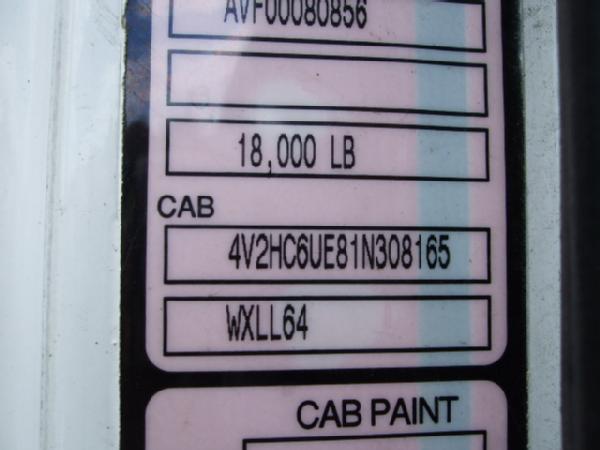 AVF00080856
18,000 LB
CAB
4V2HC6UE81N308165
WXLL64
CAB PAINT